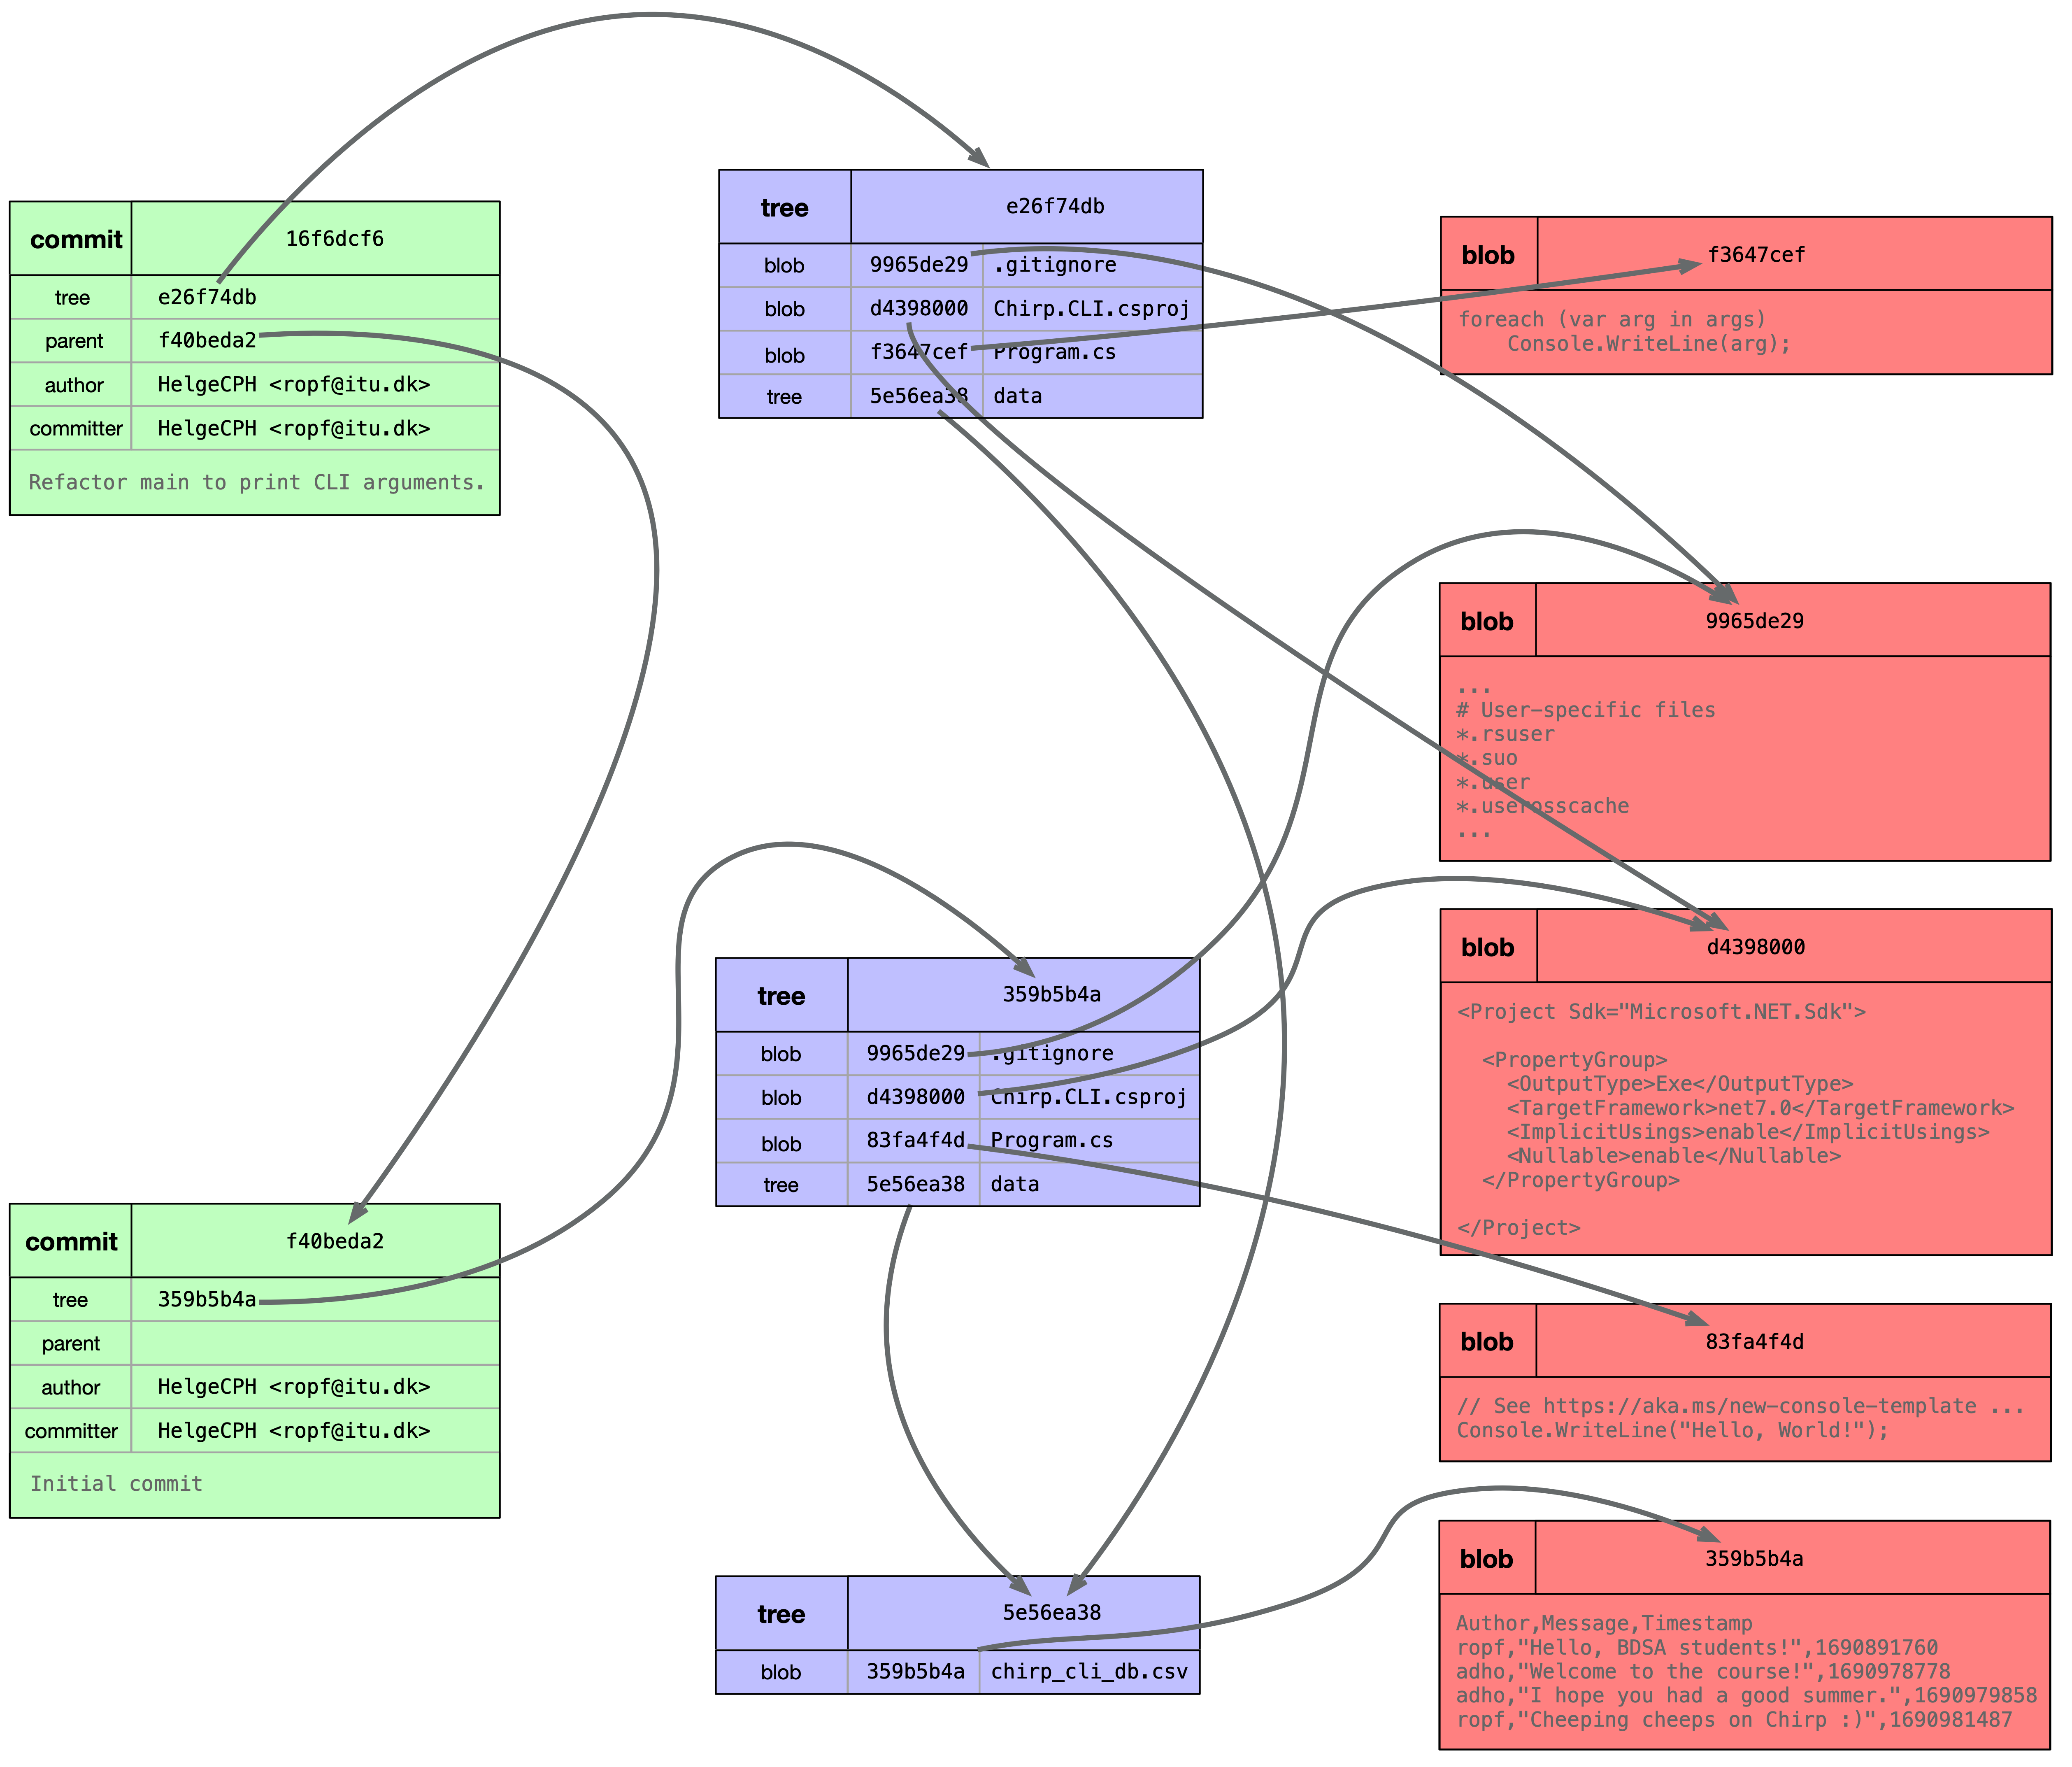 commit 16f6dcf6
tree e26f74db
parent f40beda2
author HelgeCPH <ropf@itu.dk>
committer HelgeCPH <ropf@itu.dk>
Refactor main to print CLI arguments.
commit f40beda2
tree 359b5b4a
parent
author HelgeCPH <ropf@itu.dk>
committer HelgeCPH <ropf@itu.dk>
Initial commit
tree e26f74db
blob 9965de29 .gitignore
blob d4398000 Chirp.CLI.csproj
blob f3647cef Program.cs
tree 5e56ea38 data
tree 359b5b4a
blob 9965de29 .gitignore
blob d4398000 Chirp.CLI.csproj
blob 83fa4f4d Program.cs
tree 5e56ea38 data
tree 5e56ea38
blob 359b5b4a chirp_cli_db.csv
blob f3647cef
foreach (var arg in args)
    Console.WriteLine(arg);
blob 9965de29
...
# User-specific files
*.rsuser
*.suo
*.user
*.userosscache
...
blob d4398000
<Project Sdk="Microsoft.NET.Sdk">
  <PropertyGroup>
    <OutputType>Exe</OutputType>
    <TargetFramework>net7.0</TargetFramework>
    <ImplicitUsings>enable</ImplicitUsings>
    <Nullable>enable</Nullable>
  </PropertyGroup>
</Project>
blob 83fa4f4d
// See https://aka.ms/new-console-template ...
Console.WriteLine("Hello, World!");
blob 359b5b4a
Author,Message,Timestamp
ropf,"Hello, BDSA students!",1690891760
adho,"Welcome to the course!",1690978778
adho,"I hope you had a good summer.",1690979858
ropf,"Cheeping cheeps on Chirp :)",1690981487